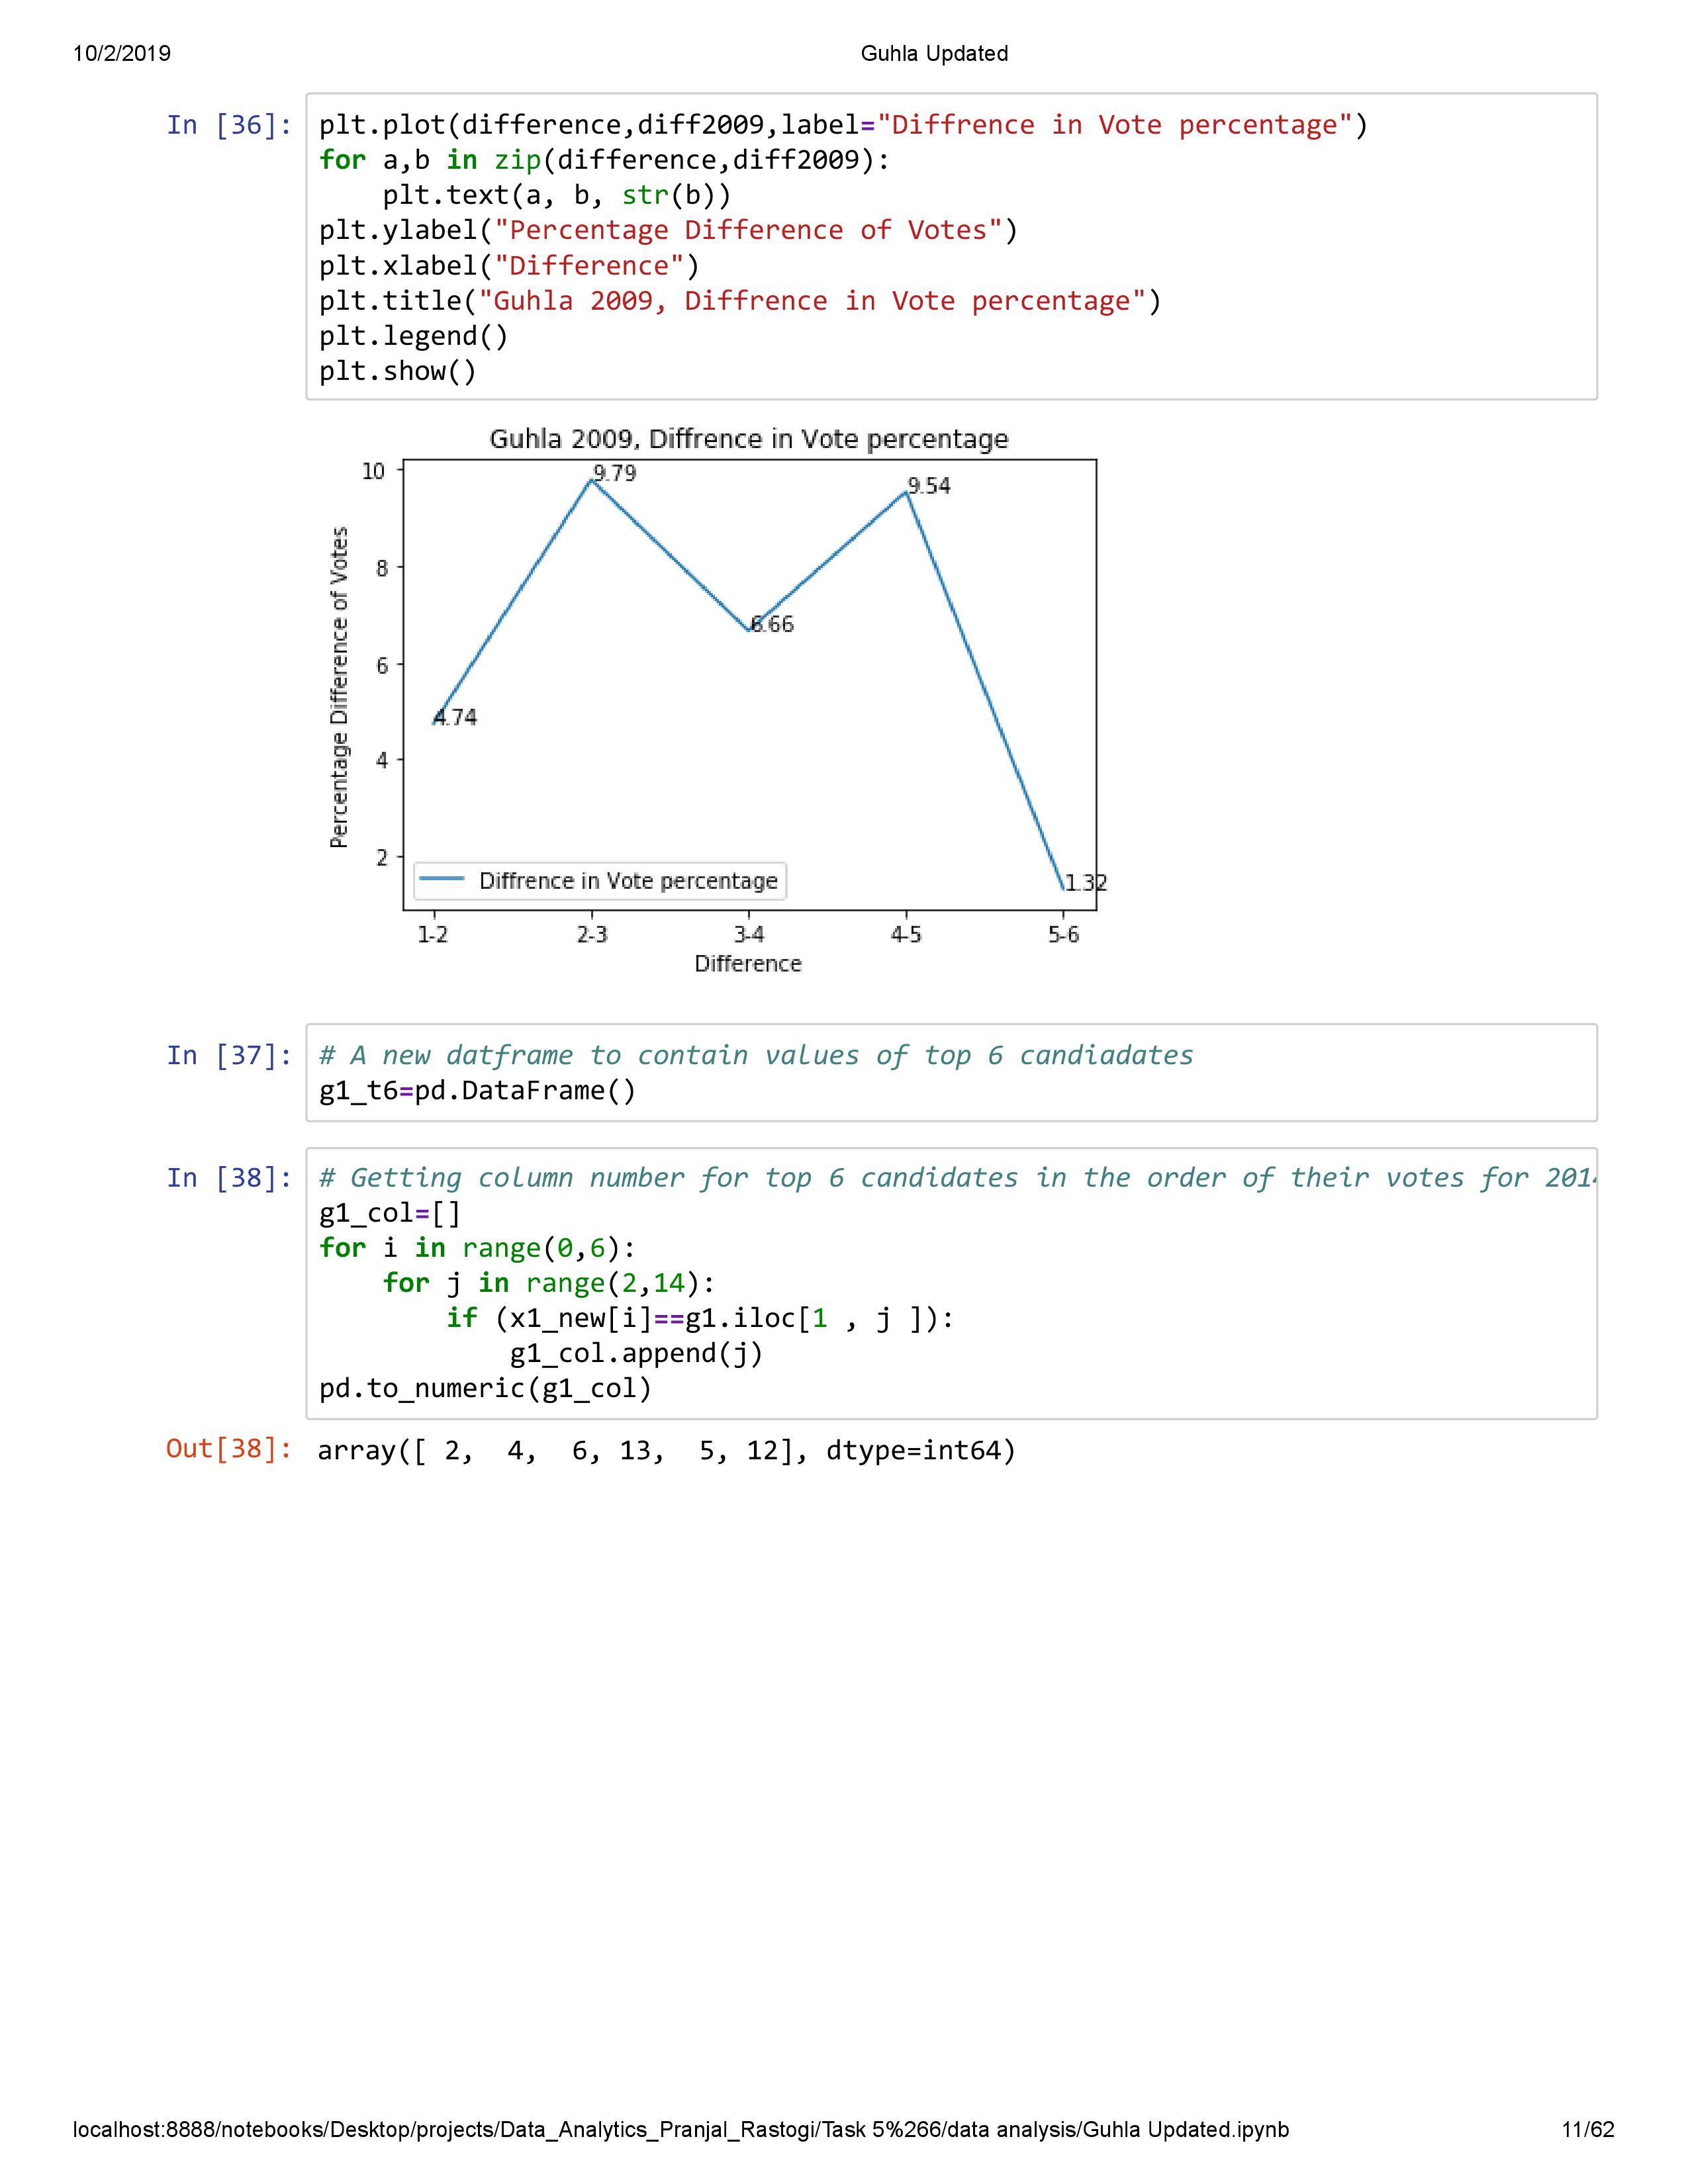 10/2/2019 Guhla Updated
In [36]: plt.plot(difference,diff2009,label="Diffrence in Vote percentage")
for a,b in zip(difference,diff2009):
    plt.text(a, b, str(b))
plt.ylabel("Percentage Difference of Votes")
plt.xlabel("Difference")
plt.title("Guhla 2009, Diffrence in Vote percentage")
plt.legend()
plt.show()
Guhla 2009, Diffrence in Vote percentage
10
8
6
4
2
Percentage Difference of Votes
4.74
9.79
6.66
9.54
1.32
Diffrence in Vote percentage
1-2 2-3 3-4 4-5 5-6
Difference
In [37]: # A new datframe to contain values of top 6 candiadates
g1_t6=pd.DataFrame()
In [38]: # Getting column number for top 6 candidates in the order of their votes for 2014
g1_col=[]
for i in range(0,6):
    for j in range(2,14):
        if (x1_new[i]==g1.iloc[1 , j ]):
            g1_col.append(j)
pd.to_numeric(g1_col)
Out[38]: array([ 2,  4,  6, 13,  5, 12], dtype=int64)
localhost:8888/notebooks/Desktop/projects/Data_Analytics_Pranjal_Rastogi/Task 5%266/data analysis/Guhla Updated.ipynb 11/62